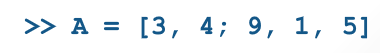 >> A = [3, 4; 9, 1, 5]